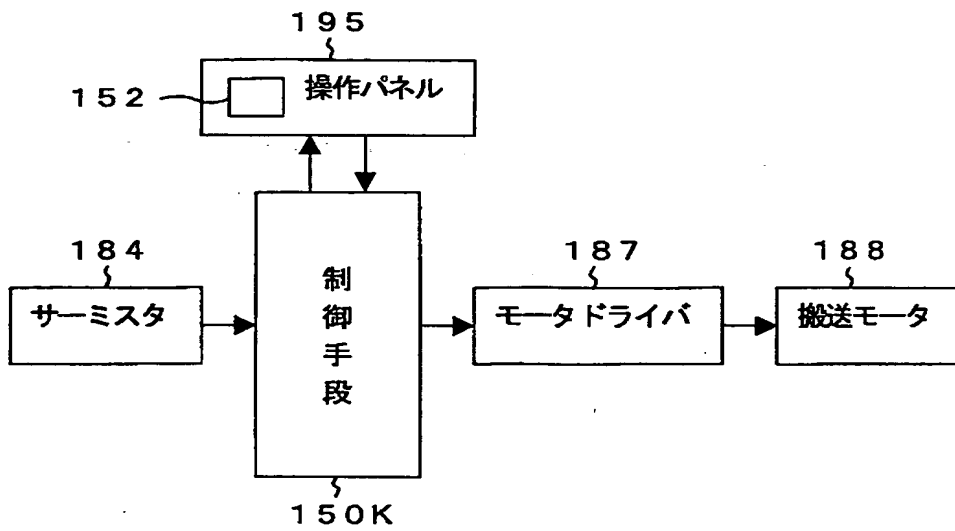 195
152
操作パネル
184
サーミスタ
制御手段
187
モータドライバ
188
搬送モータ
150K